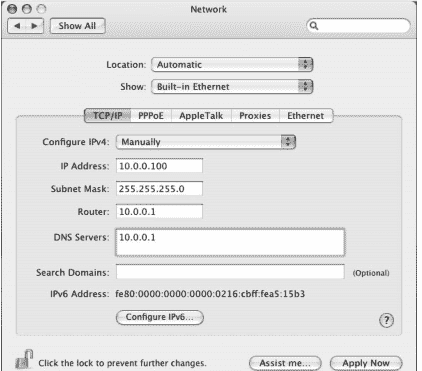 Network
Show All
Location: Automatic
Show: Built-in Ethernet
TCP/IP PPPoE AppleTalk Proxies Ethernet
Configure IPv4: Manually
IP Address: 10.0.0.100
Subnet Mask: 255.255.255.0
Router: 10.0.0.1
DNS Servers: 10.0.0.1
Search Domains: (Optional)
IPv6 Address: fe80:0000:0000:0000:0216:cbff:fea5:15b3
Configure IPv6... ?
Click the lock to prevent further changes. Assist me... Apply Now